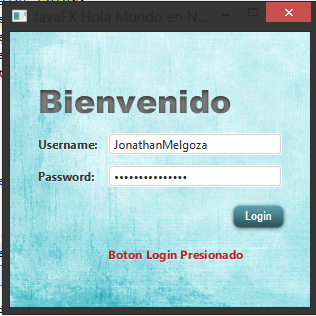 JavaFX Hola Mundo en N...
Bienvenido
Username: JonathanMelgoza
Password: •••••••••••••••
Login
Boton Login Presionado